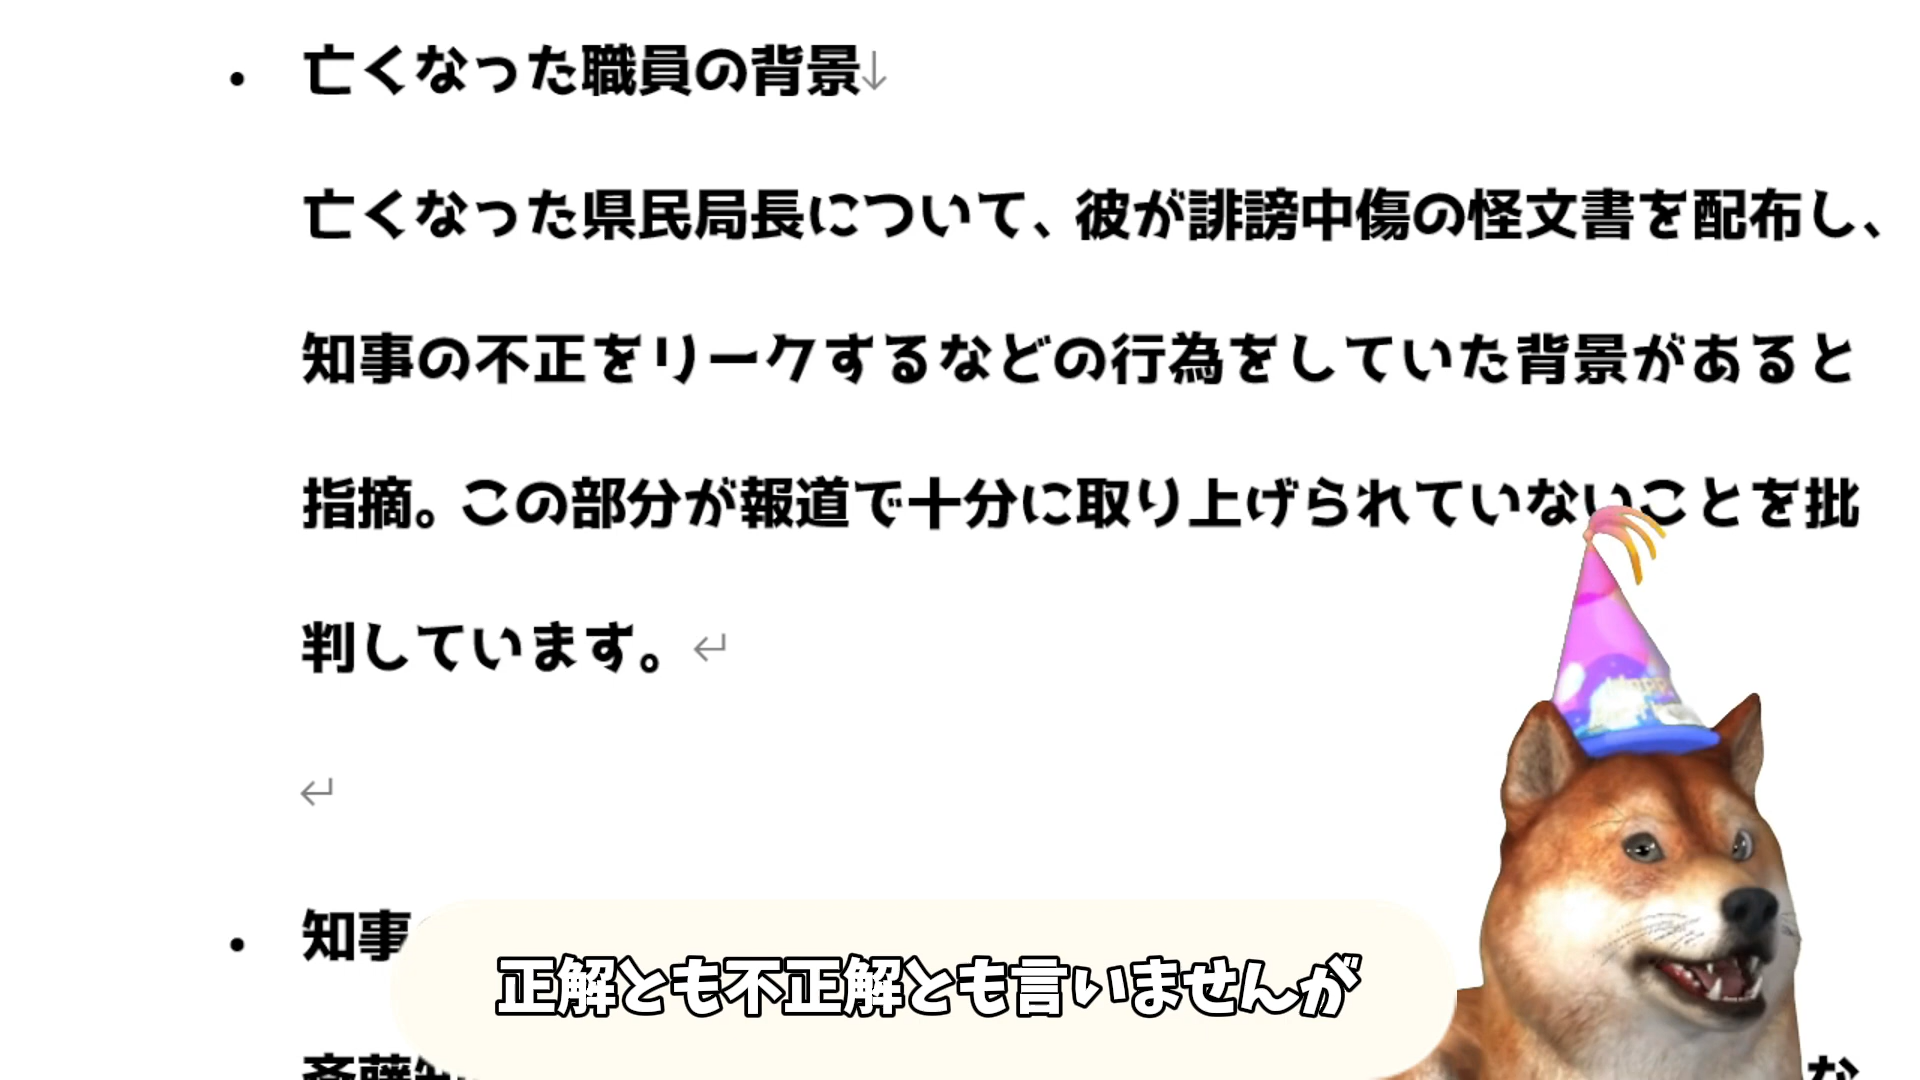 • 亡くなった職員の背景↓
亡くなった県民局長について、彼が誹謗中傷の怪文書を配布し、
知事の不正をリークするなどの行為をしていた背景があると
指摘。この部分が報道で十分に取り上げられていないことを批
判しています。↵
↵
• 知事
正解とも不正解とも言いませんが
斉藤知
な